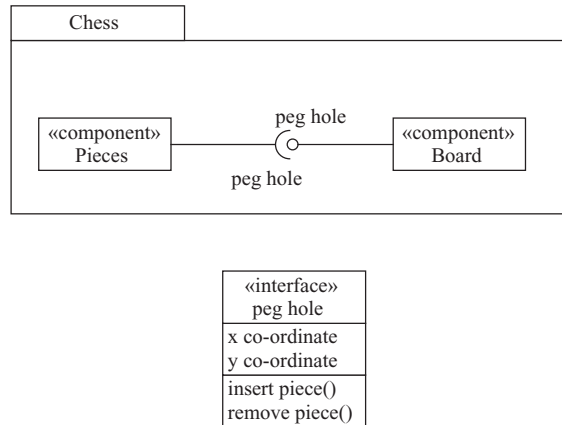 Chess
peg hole
«component»
Pieces
«component»
Board
peg hole
«interface»
peg hole
x co-ordinate
y co-ordinate
insert piece()
remove piece()